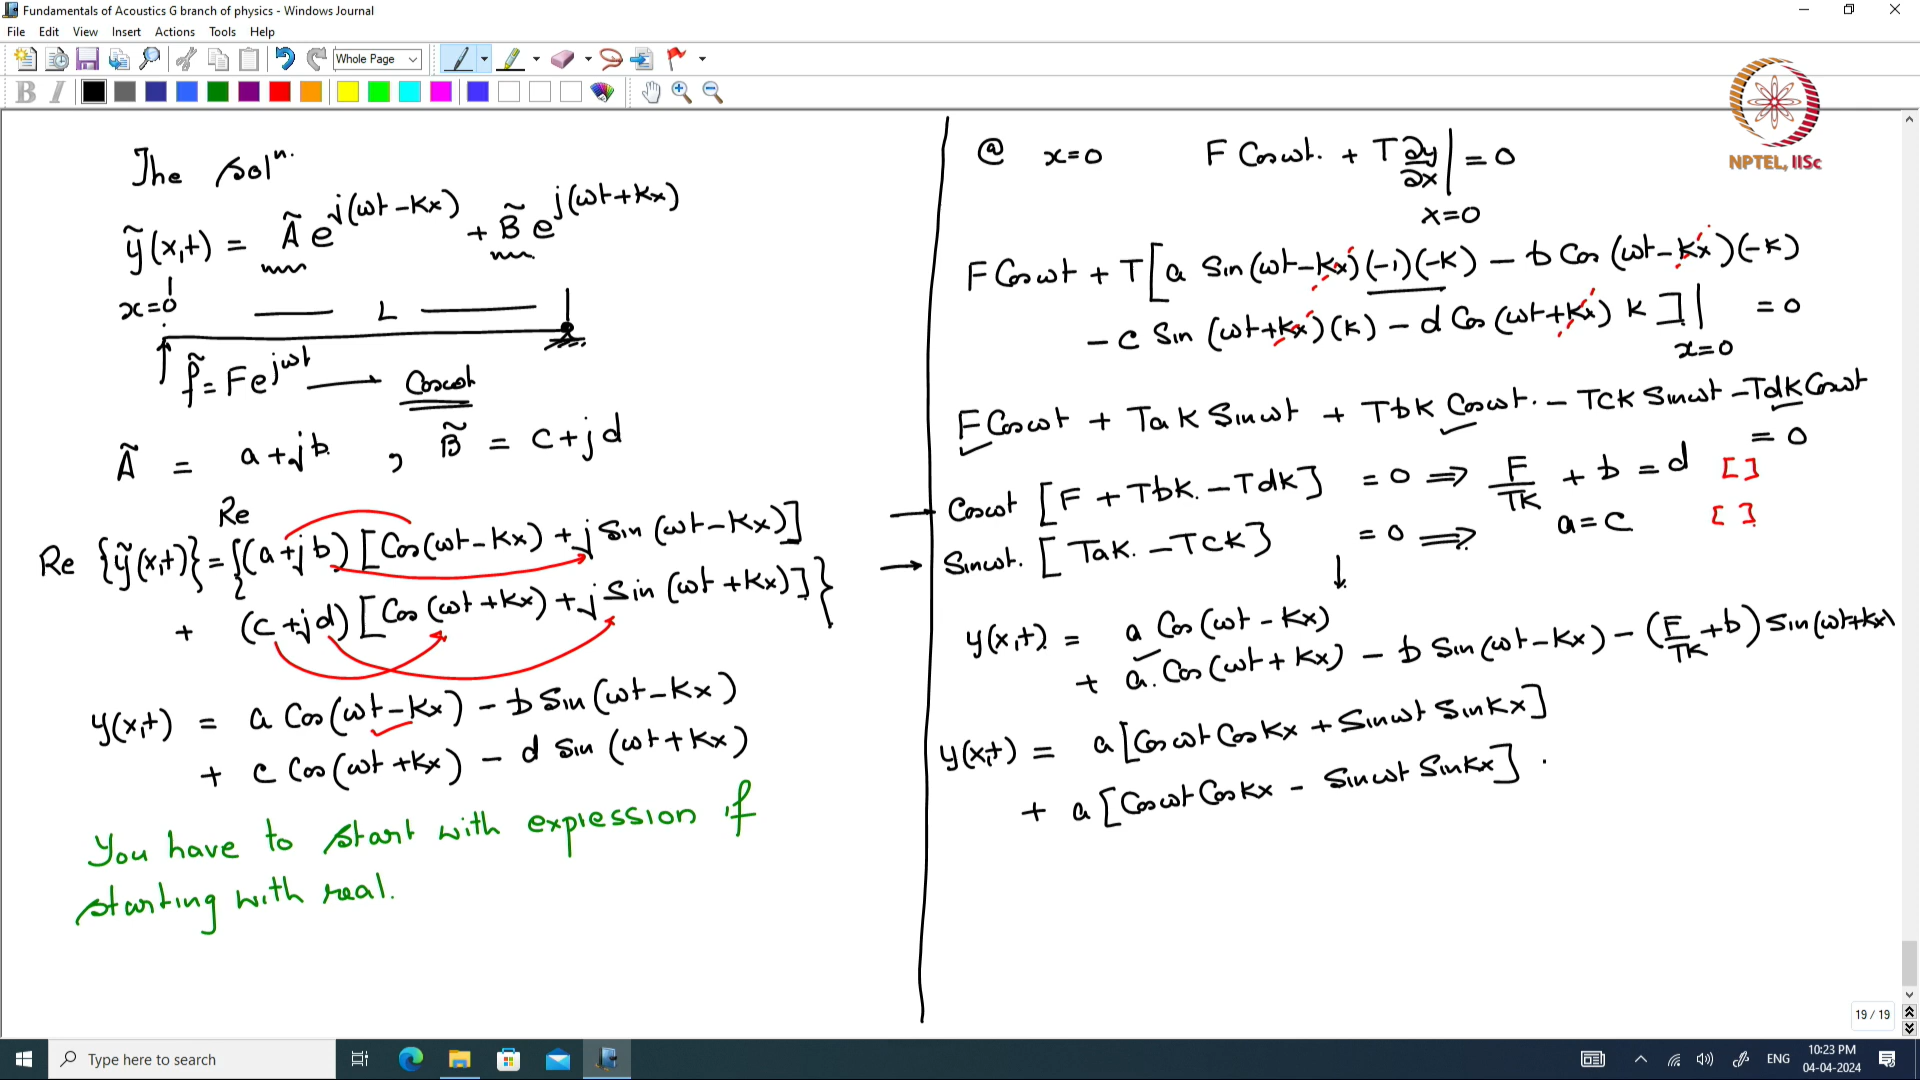 Fundamentals of Acoustics G branch of physics - Windows Journal
File Edit View Insert Actions Tools Help
Whole Page
B I
NPTEL, IISc
The solⁿ.
ỹ(x,t) = Ã e^{j(ωt-kx)} + B̃ e^{j(ωt+kx)}
x=0 L
f̃ = Fe^{jωt} → Cosωt
Ã = a+jb , B̃ = c+jd
Re
Re {ỹ(x,t)} = {(a+jb) [Cos(ωt-kx) + j Sin(ωt-kx)]
+ (c+jd) [Cos(ωt+kx) + j Sin(ωt+kx)]}
y(x,t) = a Cos(ωt-kx) - b Sin(ωt-kx)
+ c Cos(ωt+kx) - d Sin(ωt+kx)
You have to start with expression if
starting with real.
@ x=0 F Cosωt. + T ∂y/∂x | = 0
x=0
F Cosωt + T[a Sin(ωt-kx)(-1)(-k) - b Cos(ωt-kx)(-k)
- c Sin(ωt+kx)(k) - d Cos(ωt+kx) k]| = 0
x=0
F Cosωt + Tak Sinωt + Tbk Cosωt. - Tck Sinωt - Tdk Cosωt
= 0
→ Cosωt [F + Tbk. - Tdk] = 0 ⇒ F/Tk + b = d []
→ Sinωt. [Tak. - Tck] = 0 ⇒ a = c []
↓
y(x,t) = a Cos(ωt-kx)
+ a. Cos(ωt+kx) - b Sin(ωt-kx) - (F/Tk + b) Sin(ωt+kx)
y(x,t) = a [Cosωt Coskx + Sinωt Sinkx]
+ a [Cosωt Coskx - Sinωt Sinkx] .
19 / 19
Type here to search
ENG
10:23 PM
04-04-2024